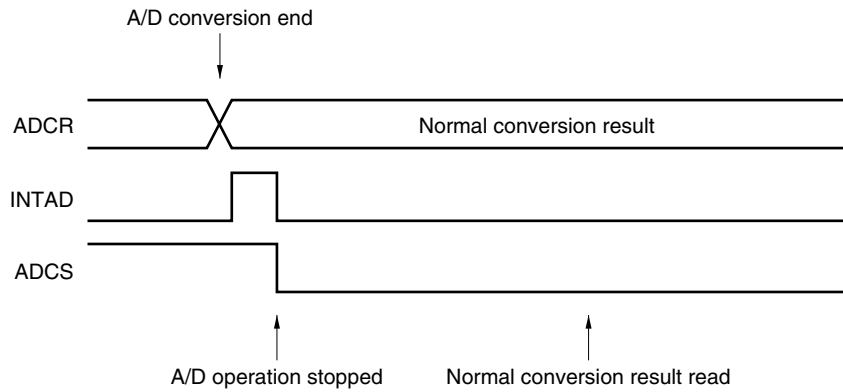 A/D conversion end
ADCR
Normal conversion result
INTAD
ADCS
A/D operation stopped
Normal conversion result read